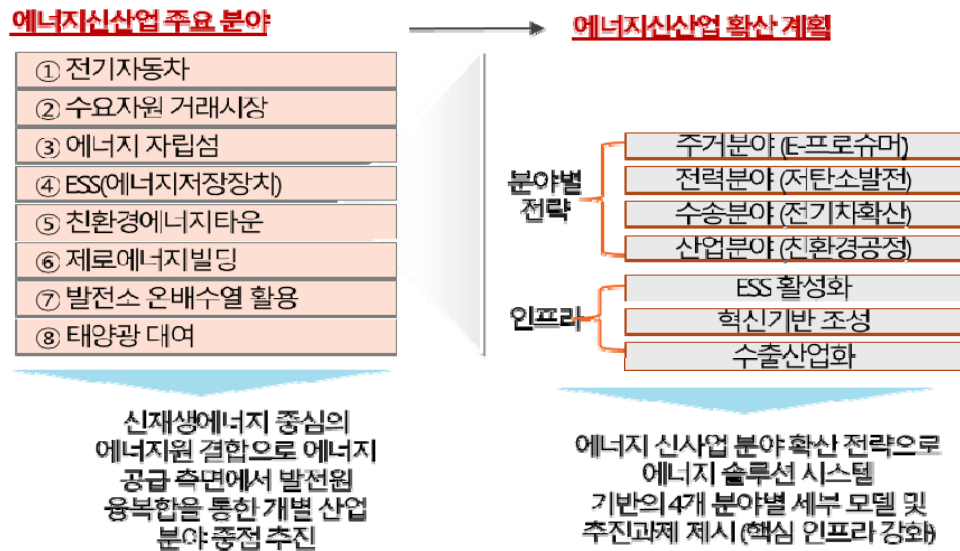 에너지신산업 주요 분야
① 전기자동차
② 수요자원 거래시장
③ 에너지 자립섬
④ ESS(에너지저장장치)
⑤ 친환경에너지타운
⑥ 제로에너지빌딩
⑦ 발전소 온배수열 활용
⑧ 태양광 대여
신재생에너지 중심의
에너지원 결합으로 에너지
공급 측면에서 발전원
융복합을 통한 개별 산업
분야 중점 추진
에너지신산업 확산 계획
분야별
전략
주거분야 (E-프로슈머)
전력분야 (저탄소발전)
수송분야 (전기차확산)
산업분야 (친환경공정)
인프라
ESS 활성화
혁신기반 조성
수출산업화
에너지 신사업 분야 확산 전략으로
에너지 솔루션 시스템
기반의 4개 분야별 세부 모델 및
추진과제 제시 (핵심 인프라 강화)